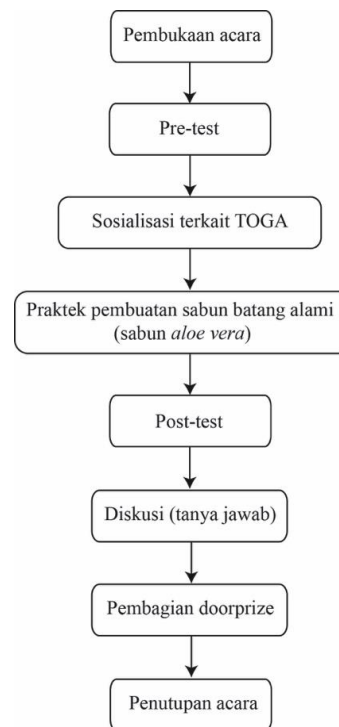 Pembukaan acara
Pre-test
Sosialisasi terkait TOGA
Praktek pembuatan sabun batang alami
(sabun aloe vera)
Post-test
Diskusi (tanya jawab)
Pembagian doorprize
Penutupan acara